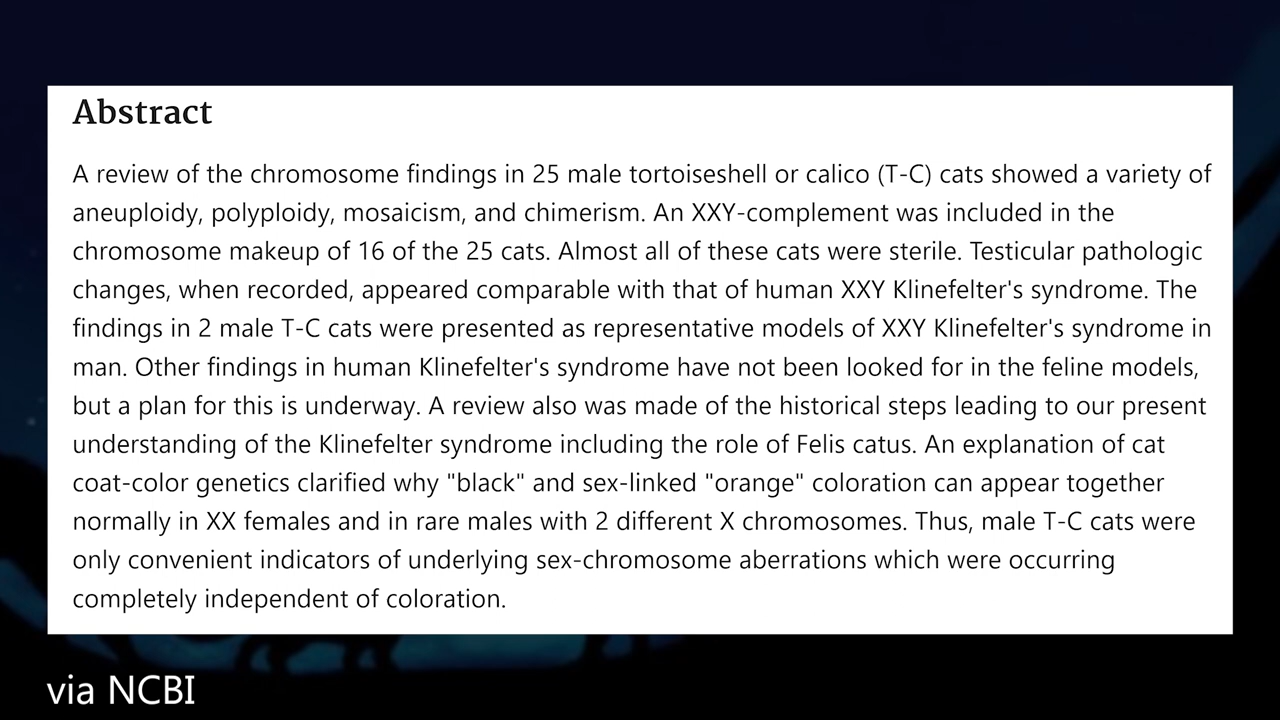 Abstract
A review of the chromosome findings in 25 male tortoiseshell or calico (T-C) cats showed a variety of
aneuploidy, polyploidy, mosaicism, and chimerism. An XXY-complement was included in the
chromosome makeup of 16 of the 25 cats. Almost all of these cats were sterile. Testicular pathologic
changes, when recorded, appeared comparable with that of human XXY Klinefelter's syndrome. The
findings in 2 male T-C cats were presented as representative models of XXY Klinefelter's syndrome in
man. Other findings in human Klinefelter's syndrome have not been looked for in the feline models,
but a plan for this is underway. A review also was made of the historical steps leading to our present
understanding of the Klinefelter syndrome including the role of Felis catus. An explanation of cat
coat-color genetics clarified why "black" and sex-linked "orange" coloration can appear together
normally in XX females and in rare males with 2 different X chromosomes. Thus, male T-C cats were
only convenient indicators of underlying sex-chromosome aberrations which were occurring
completely independent of coloration.
via NCBI